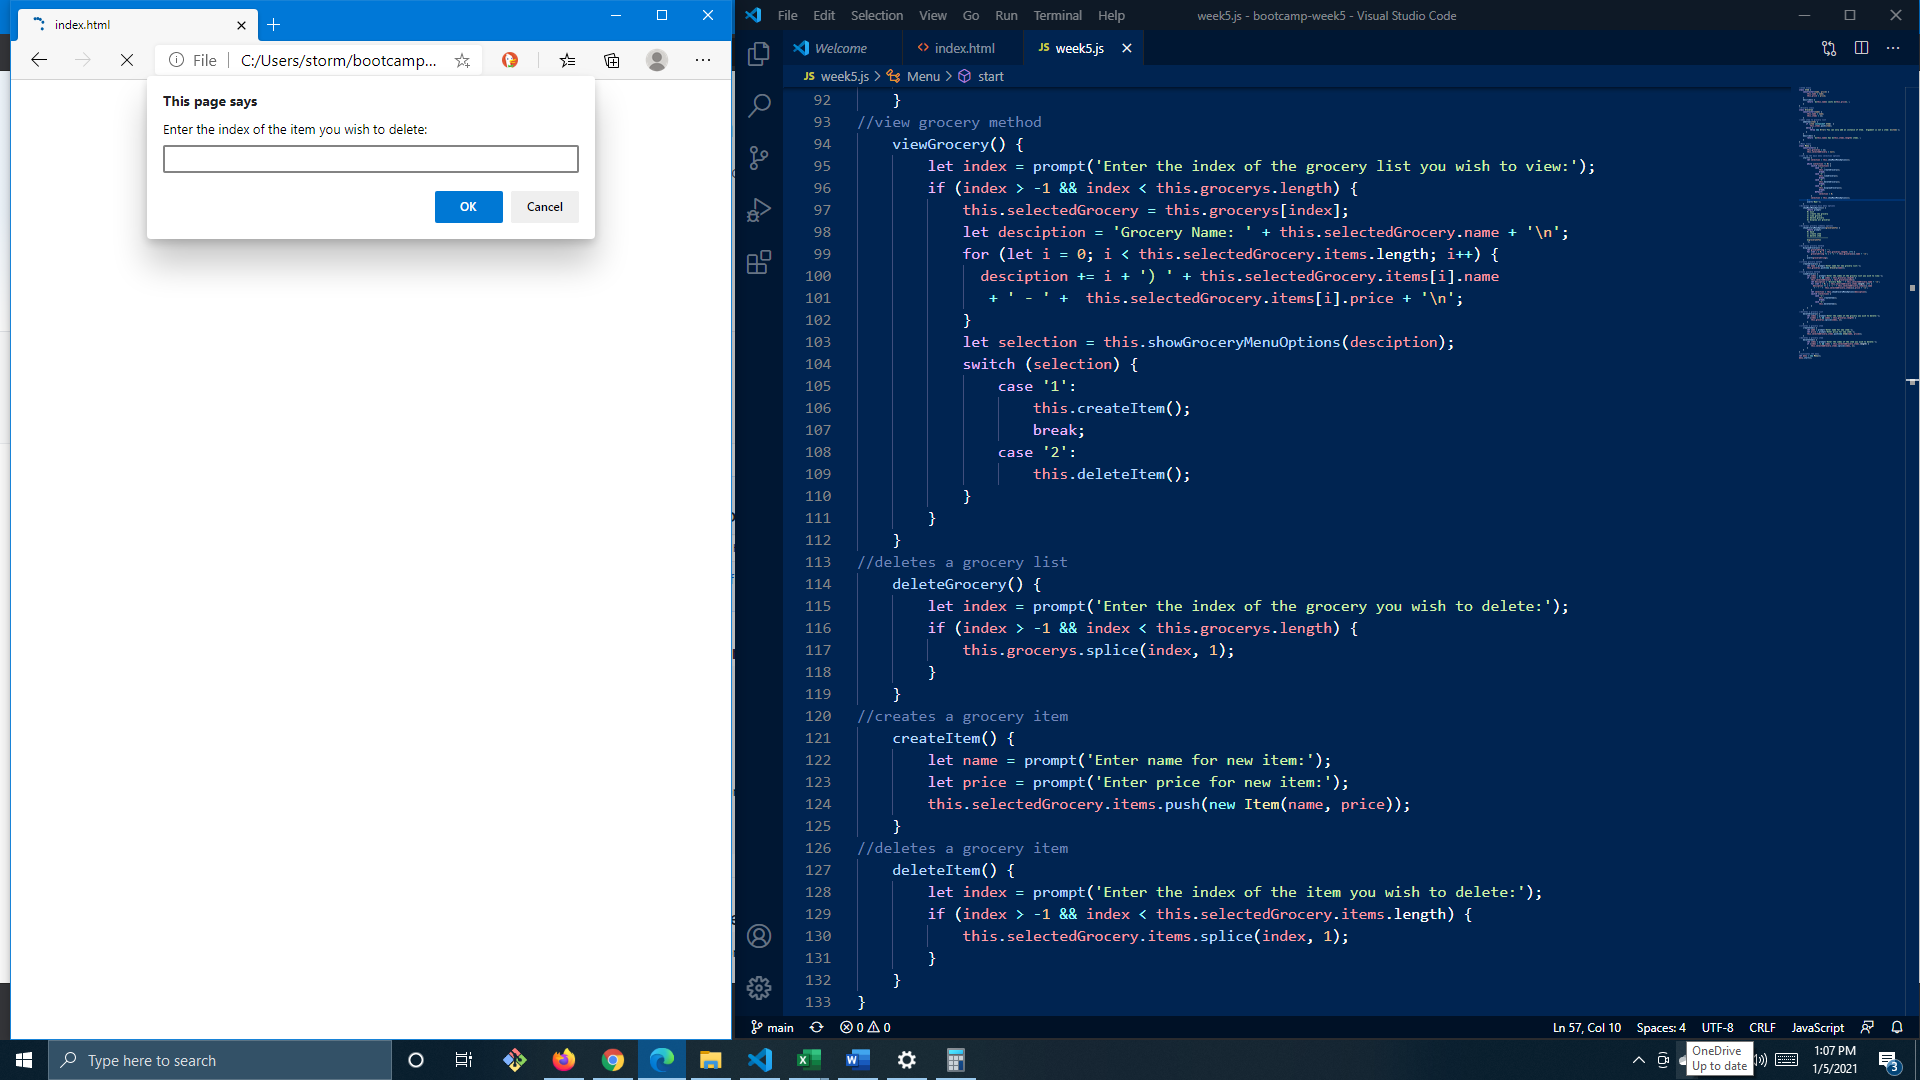 index.html
File
C:/Users/storm/bootcamp...
This page says
Enter the index of the item you wish to delete:
OK
Cancel
File Edit Selection View Go Run Terminal Help
week5.js - bootcamp-week5 - Visual Studio Code
Welcome
index.html
JS week5.js
JS week5.js > Menu > start
92 }
93 //view grocery method
94 viewGrocery() {
95 let index = prompt('Enter the index of the grocery list you wish to view:');
96 if (index > -1 && index < this.grocerys.length) {
97 this.selectedGrocery = this.grocerys[index];
98 let desciption = 'Grocery Name: ' + this.selectedGrocery.name + '\n';
99 for (let i = 0; i < this.selectedGrocery.items.length; i++) {
100 desciption += i + ') ' + this.selectedGrocery.items[i].name
101 + ' - ' +  this.selectedGrocery.items[i].price + '\n';
102 }
103 let selection = this.showGroceryMenuOptions(desciption);
104 switch (selection) {
105 case '1':
106 this.createItem();
107 break;
108 case '2':
109 this.deleteItem();
110 }
111 }
112 }
113 //deletes a grocery list
114 deleteGrocery() {
115 let index = prompt('Enter the index of the grocery you wish to delete:');
116 if (index > -1 && index < this.grocerys.length) {
117 this.grocerys.splice(index, 1);
118 }
119 }
120 //creates a grocery item
121 createItem() {
122 let name = prompt('Enter name for new item:');
123 let price = prompt('Enter price for new item:');
124 this.selectedGrocery.items.push(new Item(name, price));
125 }
126 //deletes a grocery item
127 deleteItem() {
128 let index = prompt('Enter the index of the item you wish to delete:');
129 if (index > -1 && index < this.selectedGrocery.items.length) {
130 this.selectedGrocery.items.splice(index, 1);
131 }
132 }
133 }
main
0 0
Ln 57, Col 10
Spaces: 4
UTF-8
CRLF
JavaScript
Type here to search
OneDrive
Up to date
1:07 PM
1/5/2021
3